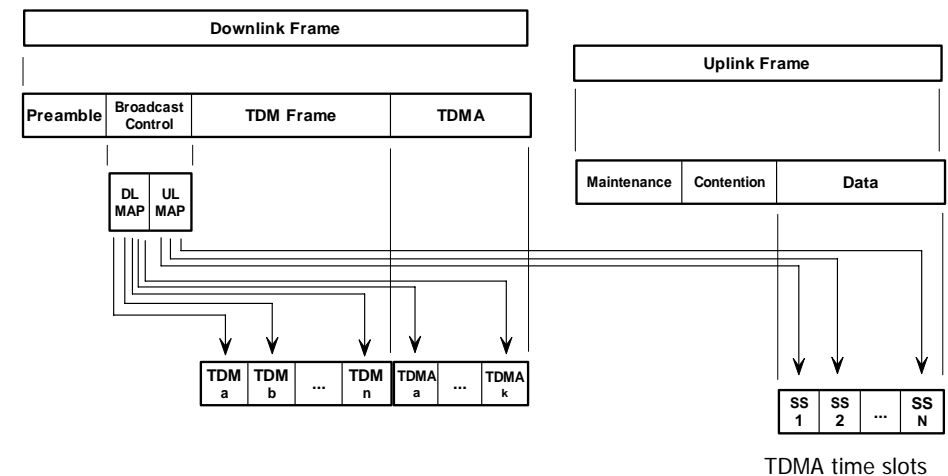 Downlink Frame
Uplink Frame
Preamble
Broadcast
Control
TDM Frame
TDMA
Maintenance
Contention
Data
DL
MAP
UL
MAP
TDM
a
TDM
b
...
TDM
n
TDMA
a
...
TDMA
k
SS
1
SS
2
...
SS
N
TDMA time slots